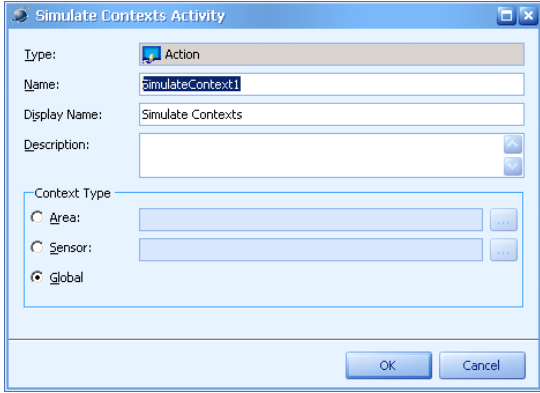 Simulate Contexts Activity
Type: Action
Name: SimulateContext1
Display Name: Simulate Contexts
Description:
Context Type
Area: ...
Sensor: ...
Global
OK Cancel